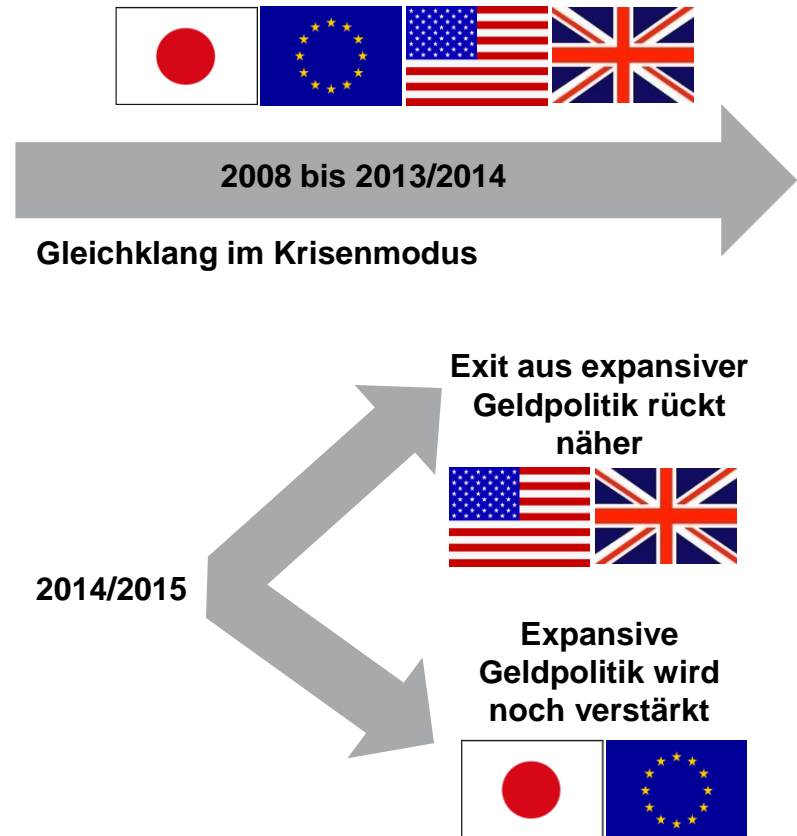 2008 bis 2013/2014
Gleichklang im Krisenmodus
Exit aus expansiver
Geldpolitik rückt
näher
2014/2015
Expansive
Geldpolitik wird
noch verstärkt